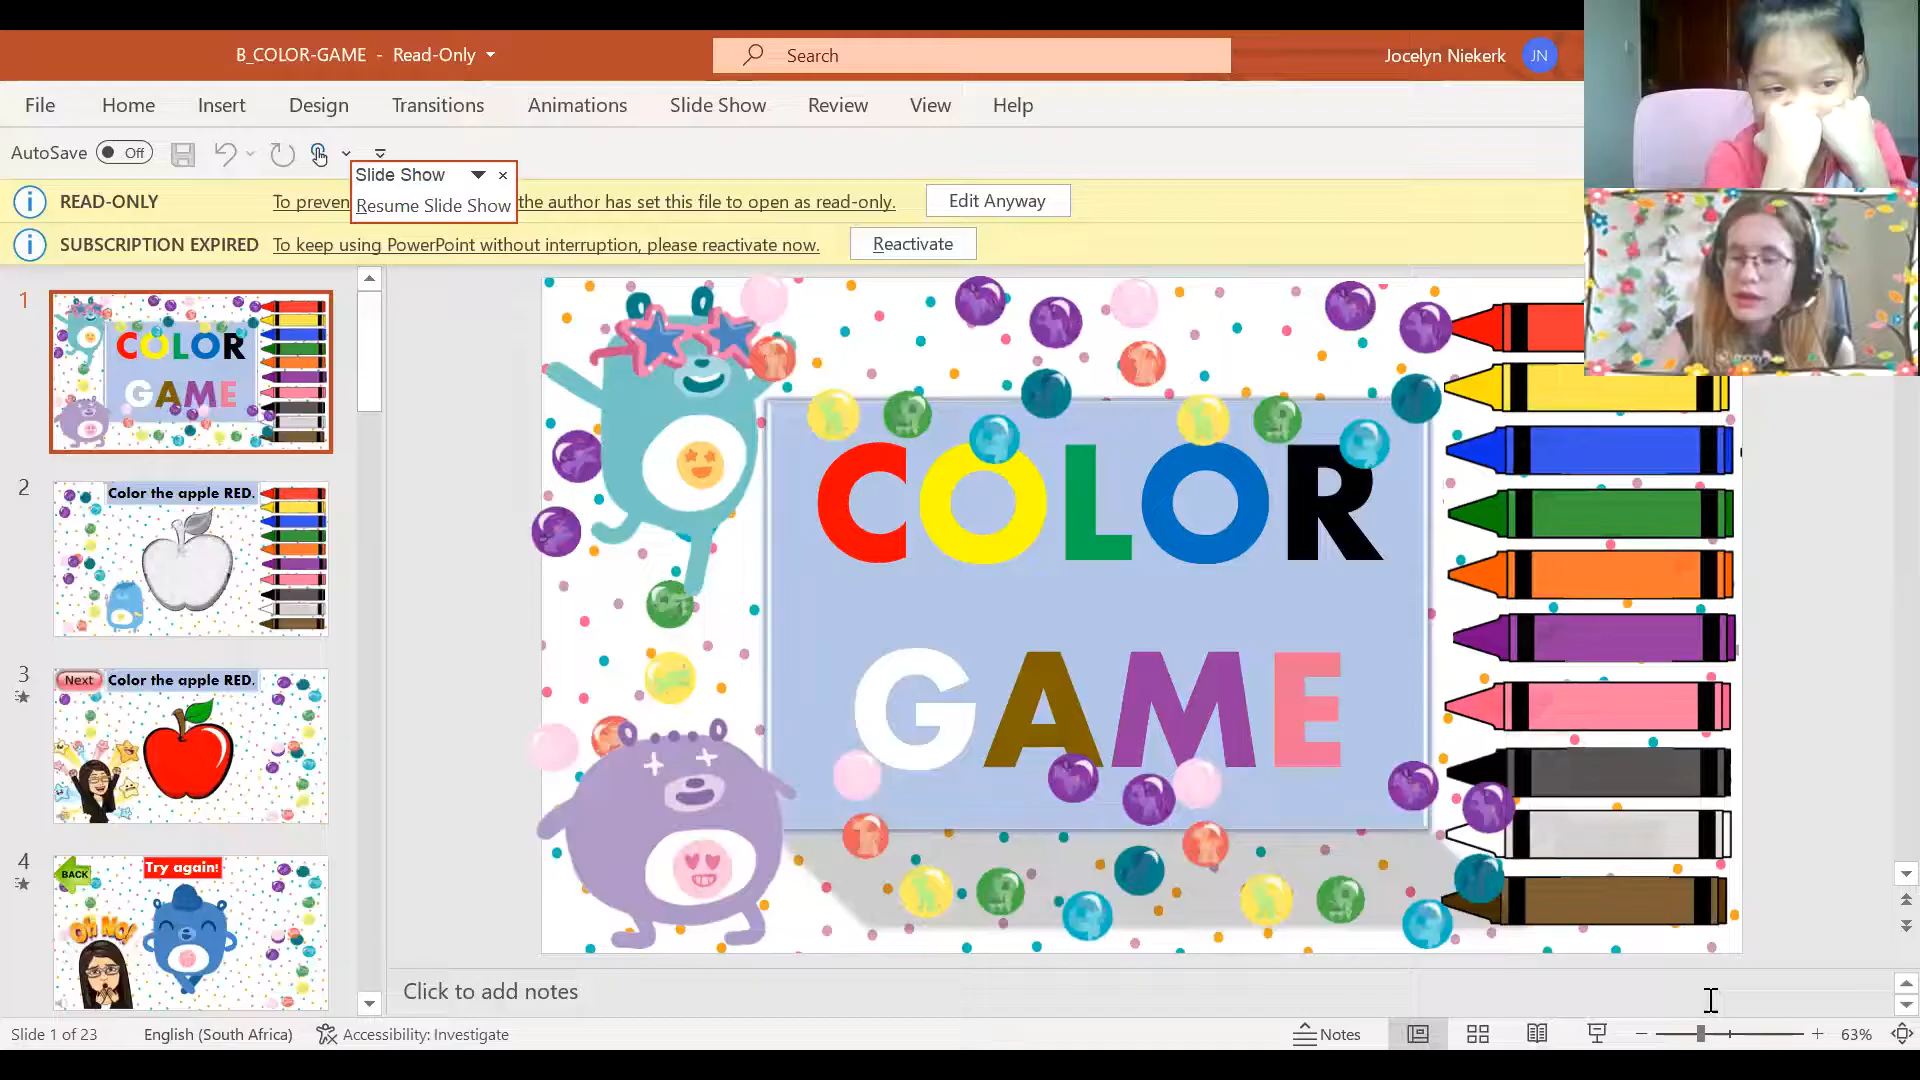 B_COLOR-GAME - Read-Only
Search
Jocelyn Niekerk JN
File Home Insert Design Transitions Animations Slide Show Review View Help
AutoSave Off
Slide Show
Resume Slide Show
READ-ONLY To preven the author has set this file to open as read-only. Edit Anyway
SUBSCRIPTION EXPIRED To keep using PowerPoint without interruption, please reactivate now. Reactivate
1
COLOR
GAME
2
Color the apple RED.
3
Next Color the apple RED.
4
BACK Try again!
Oh NO!
COLOR
GAME
Click to add notes
Slide 1 of 23 English (South Africa) Accessibility: Investigate Notes 63%